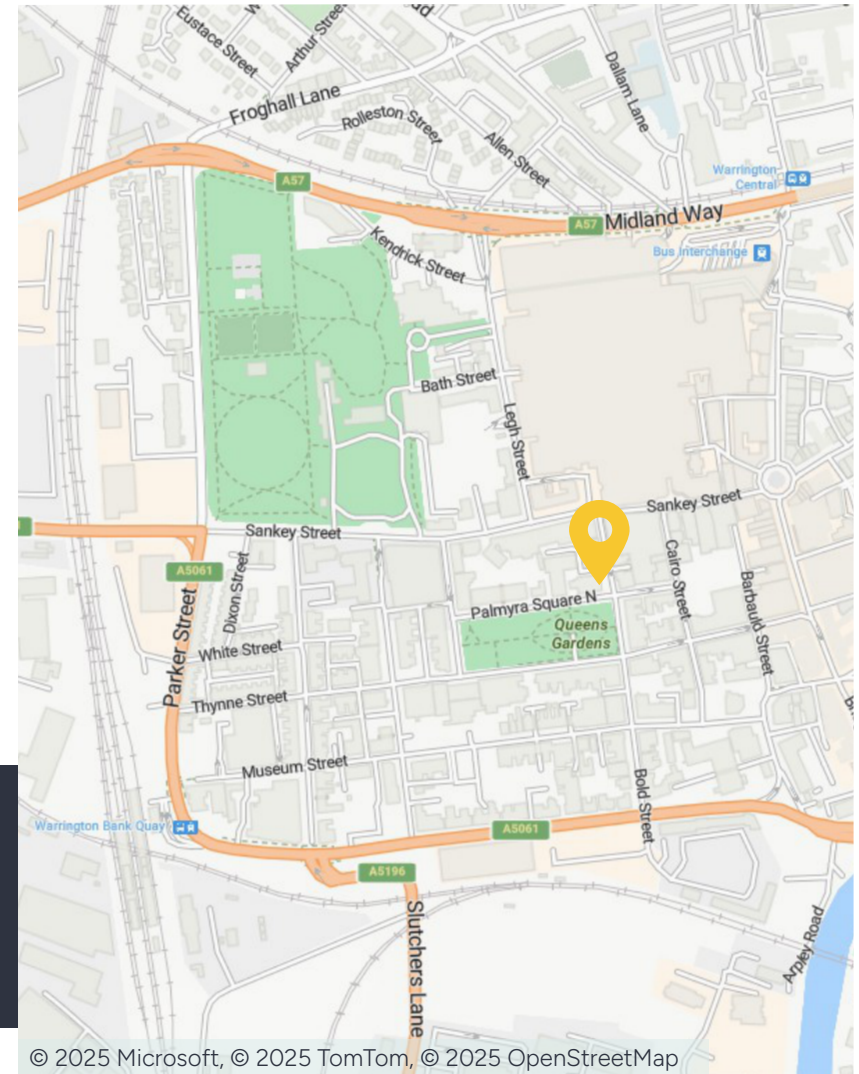 Eustace Street
Arthur Street
Froghall Lane
Rolleston Street
Dallam Lane
Allen Street
Warrington
Central
A57
A57
Midland Way
Kendrick Street
Bus Interchange
Bath Street
Legh Street
Sankey Street
Sankey Street
A5061
Dixon Street
Cairo Street
Barbauld Street
Palmyra Square N
Queens
Gardens
Parker Street
White Street
Thynne Street
Museum Street
Bold Street
Warrington Bank Quay
A5061
A5196
Slutchers Lane
Arpley Road
© 2025 Microsoft, © 2025 TomTom, © 2025 OpenStreetMap